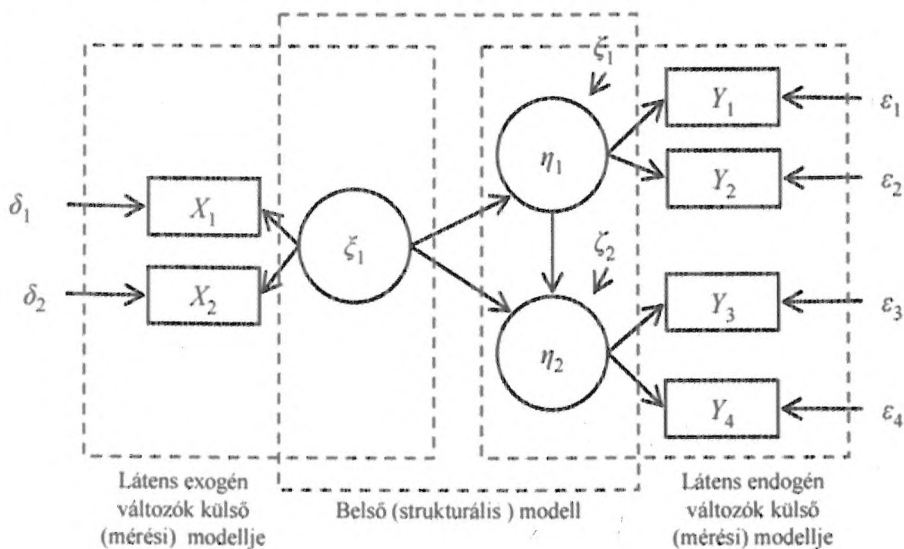 ξ₁
δ₁
X₁
δ₂
X₂
ξ₁
η₁
ζ₂
η₂
Y₁
ε₁
Y₂
ε₂
Y₃
ε₃
Y₄
ε₄
Látens exogén
változók külső
(mérési) modellje
Belső (strukturális ) modell
Látens endogén
változók külső
(mérési) modellje